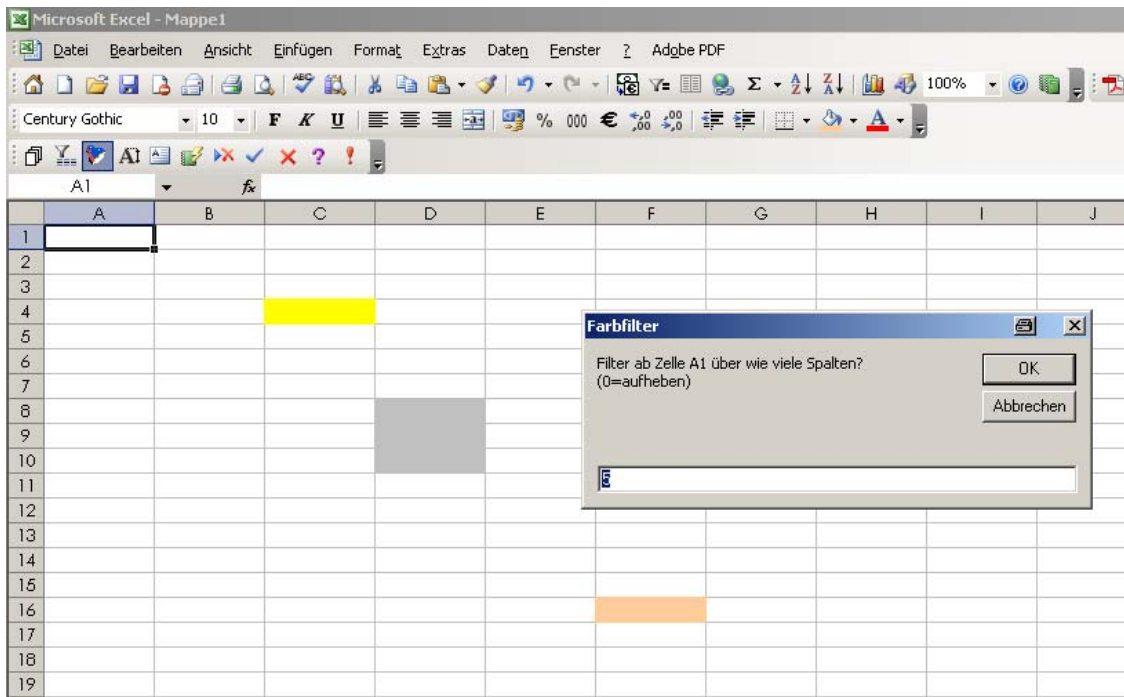 Microsoft Excel - Mappe1
Datei Bearbeiten Ansicht Einfügen Format Extras Daten Fenster ? Adobe PDF
100%
Century Gothic 10 F K U % 000 €
A1 fx
A B C D E F G H I J
1
2
3
4
5
6
7
8
9
10
11
12
13
14
15
16
17
18
19
Farbfilter
Filter ab Zelle A1 über wie viele Spalten?
(0=aufheben)
OK
Abbrechen
5